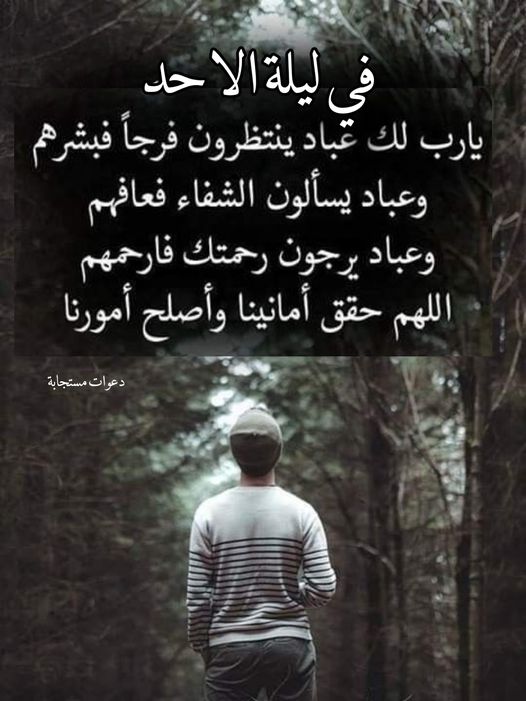 في ليلة الاحد
يارب لك عباد ينتظرون فرجاً فبشرهم
وعباد يسألون الشفاء فعافهم
وعباد يرجون رحمتك فارحمهم
اللهم حقق أمانينا وأصلح أمورنا
دعوات مستجابة